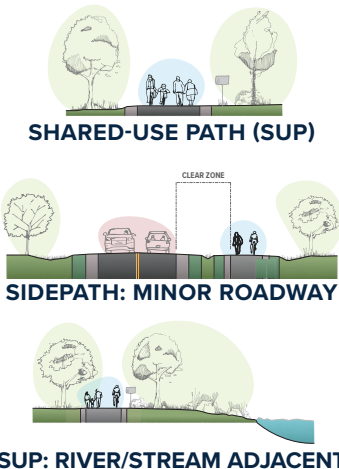 SHARED-USE PATH (SUP)
CLEAR ZONE
SIDEPATH: MINOR ROADWAY
SUP: RIVER/STREAM ADJACENT